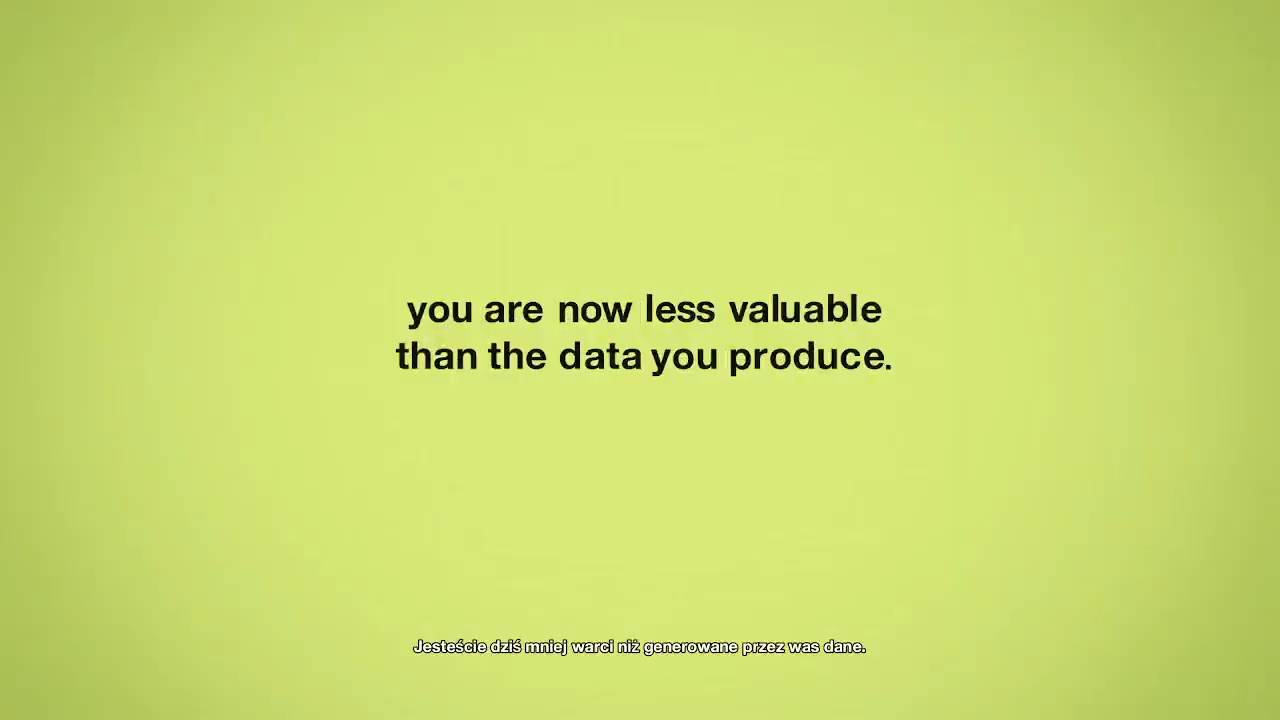 you are now less valuable
than the data you produce.
Jesteście dziś mniej warci niż generowane przez was dane.